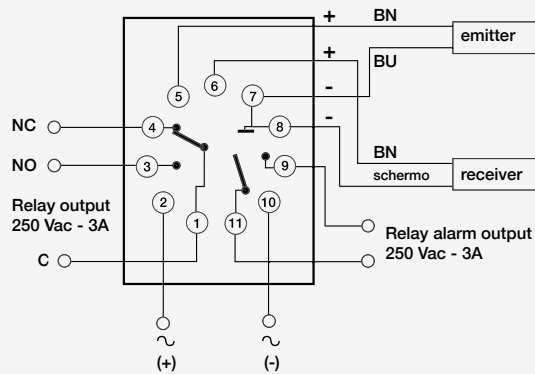 + BN
emitter
+
BU
5
6
7
-
-
NC
4
8
NO
3
9
BN
schermo
receiver
Relay output
250 Vac - 3A
2
1
11
10
Relay alarm output
250 Vac - 3A
C
∼
∼
(+)
(-)